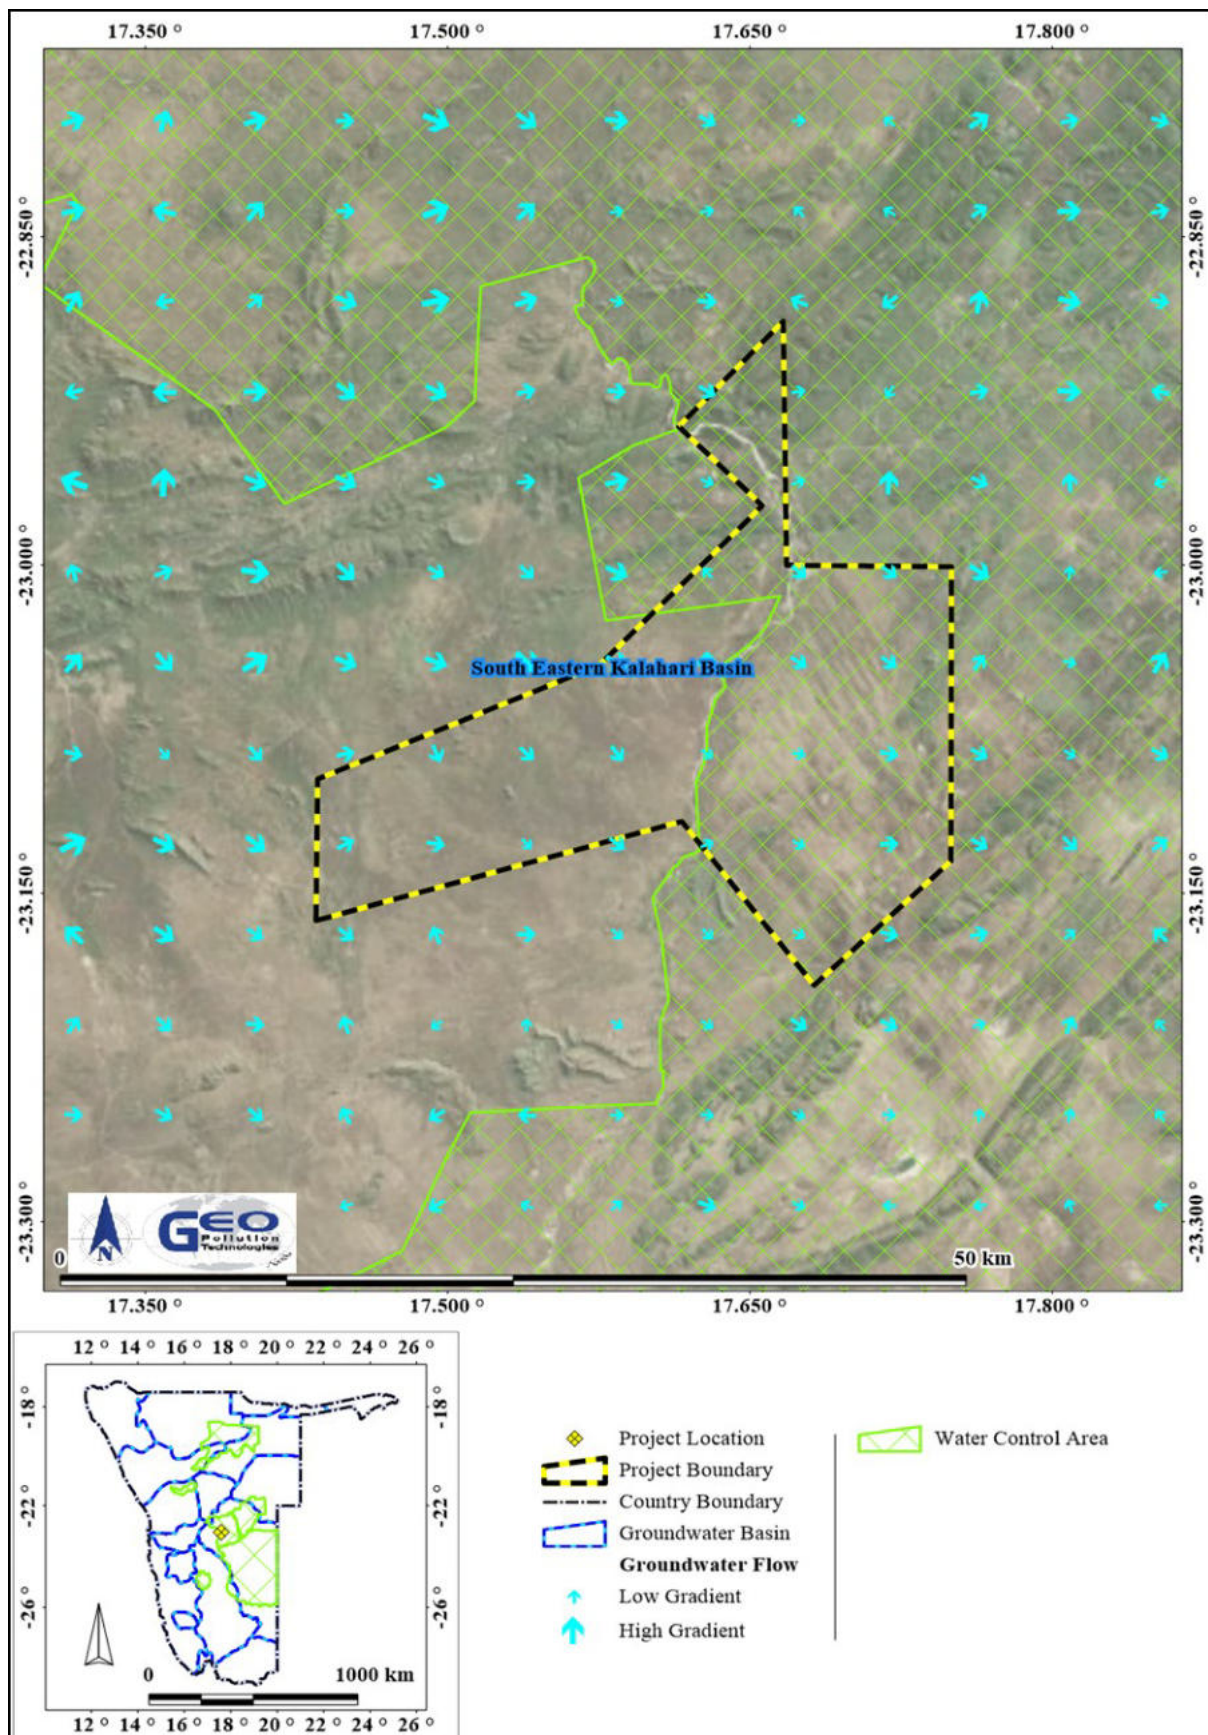 17.350 ° 17.500 ° 17.650 ° 17.800 °
-22.850 ° -22.850 °
-23.000 ° -23.000 °
South Eastern Kalahari Basin
-23.150 ° -23.150 °
-23.300 ° -23.300 °
N
GEO
Pollution
Technologies
0 50 km
17.350 ° 17.500 ° 17.650 ° 17.800 °
12 ° 14 ° 16 ° 18 ° 20 ° 22 ° 24 ° 26 °
-18 ° -18 °
-22 ° -22 °
-26 ° -26 °
0 1000 km
12 ° 14 ° 16 ° 18 ° 20 ° 22 ° 24 ° 26 °
Project Location
Project Boundary
Country Boundary
Groundwater Basin
Groundwater Flow
Low Gradient
High Gradient
Water Control Area